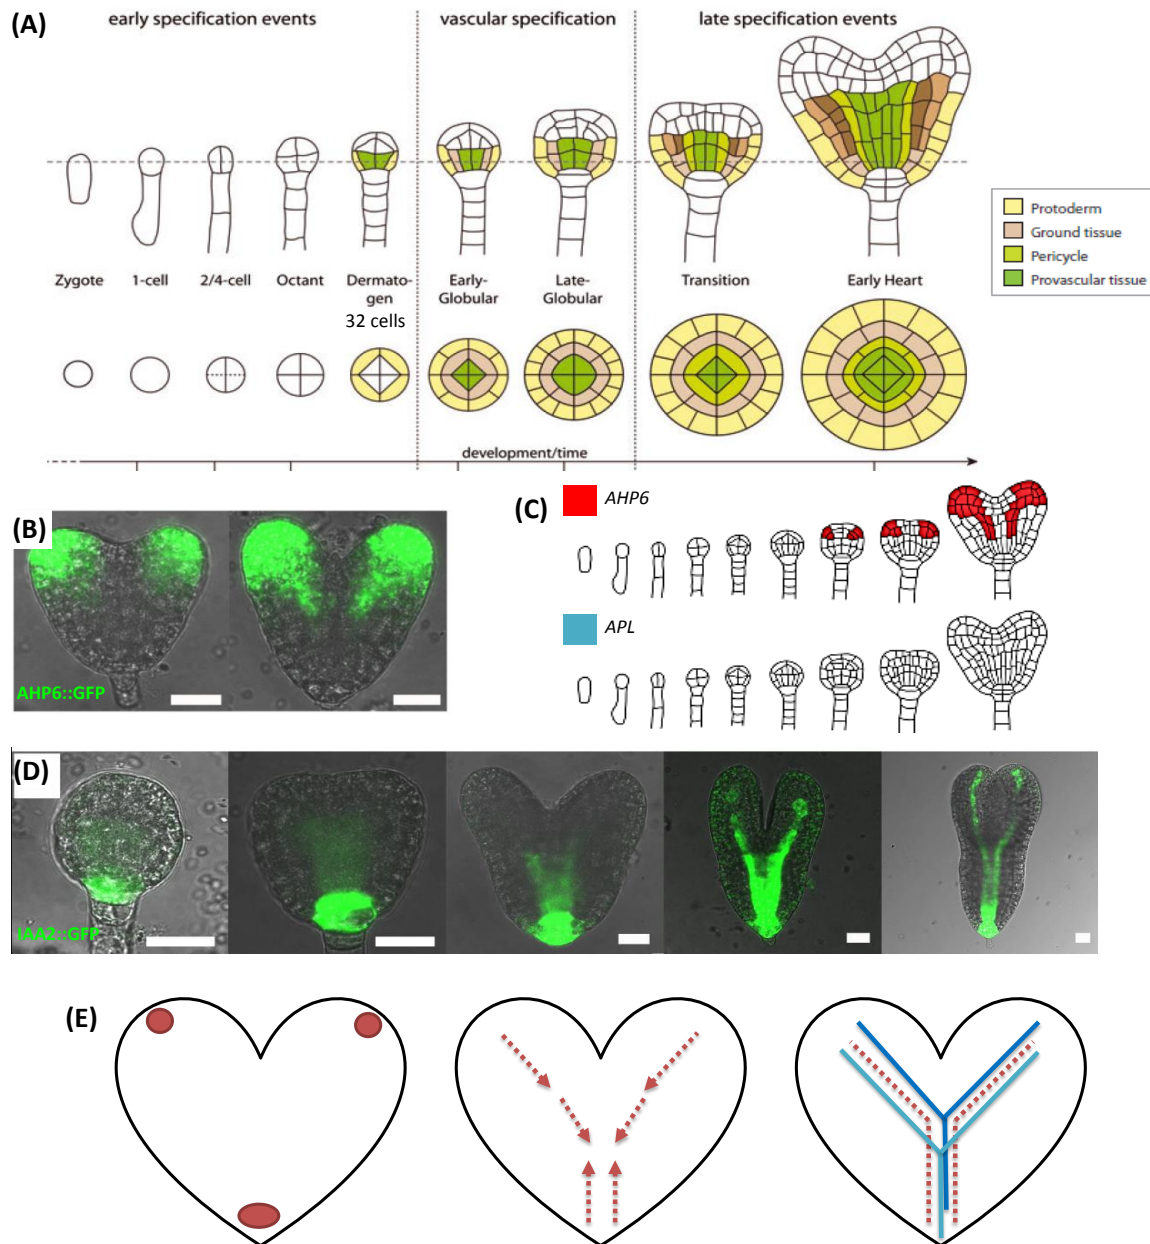 (A)
early specification events
vascular specification
late specification events
Protoderm
Ground tissue
Pericycle
Provascular tissue
Zygote
1-cell
2/4-cell
Octant
Dermato-
gen
32 cells
Early-
Globular
Late-
Globular
Transition
Early Heart
development/time
(B)
AHP6::GFP
(C)
AHP6
APL
(D)
IAA2::GFP
(E)